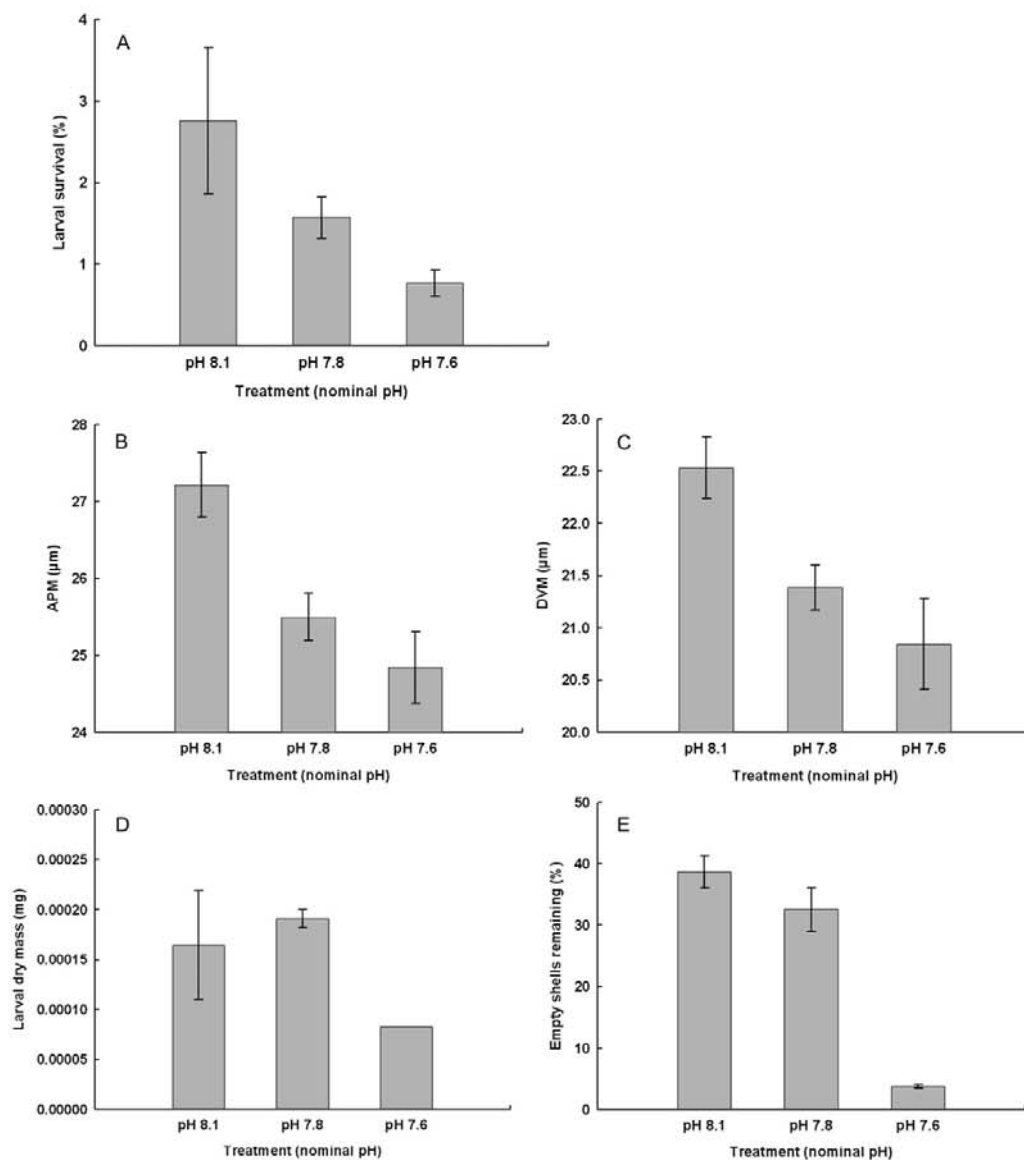 A
4
3
2
1
0
Larval survival (%)
pH 8.1 pH 7.8 pH 7.6
Treatment (nominal pH)
B
28
27
26
25
24
APM (µm)
pH 8.1 pH 7.8 pH 7.6
Treatment (nominal pH)
C
23.0
22.5
22.0
21.5
21.0
20.5
20.0
DVM (µm)
pH 8.1 pH 7.8 pH 7.6
Treatment (nominal pH)
D
0.00030
0.00025
0.00020
0.00015
0.00010
0.00005
0.00000
Larval dry mass (mg)
pH 8.1 pH 7.8 pH 7.6
Treatment (nominal pH)
E
50
40
30
20
10
0
Empty shells remaining (%)
pH 8.1 pH 7.8 pH 7.6
Treatment (nominal pH)